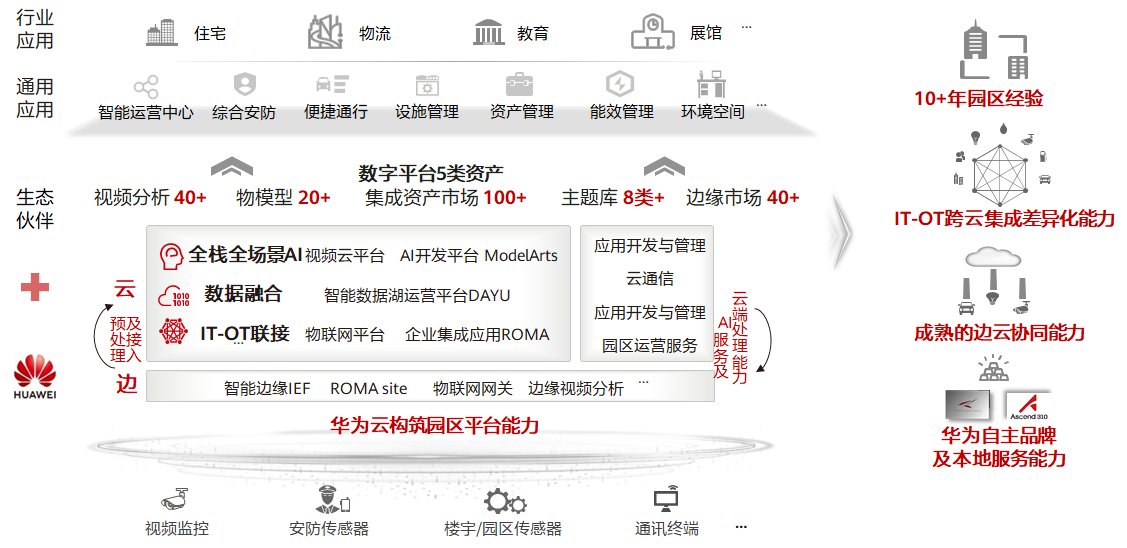 行业
应用
住宅
物流
教育
展馆
...
通用
应用
智能运营中心
综合安防
便捷通行
设施管理
资产管理
能效管理
环境空间
...
数字平台5类资产
生态
伙伴
视频分析 40+
物模型 20+
集成资产市场 100+
主题库 8类+
边缘市场 40+
全栈全场景AI
视频云平台
AI开发平台 ModelArts
数据融合
智能数据湖运营平台DAYU
IT-OT联接
物联网平台
企业集成应用ROMA
...
应用开发与管理
云通信
应用开发与管理
园区运营服务
云
预及
处接
理入
边
云端处理能力
AI服务及
HUAWEI
智能边缘IEF
ROMA site
物联网网关
边缘视频分析
...
华为云构筑园区平台能力
视频监控
安防传感器
楼宇/园区传感器
通讯终端
...
10+年园区经验
IT-OT跨云集成差异化能力
成熟的边云协同能力
Ascend 310
华为自主品牌
及本地服务能力